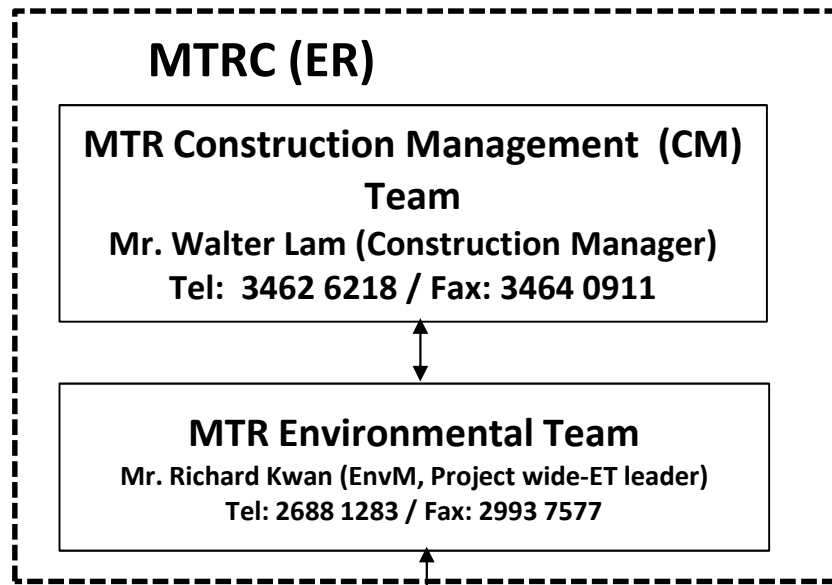 MTRC (ER)
MTR Construction Management (CM)
Team
Mr. Walter Lam (Construction Manager)
Tel: 3462 6218 / Fax: 3464 0911
MTR Environmental Team
Mr. Richard Kwan (EnvM, Project wide-ET leader)
Tel: 2688 1283 / Fax: 2993 7577